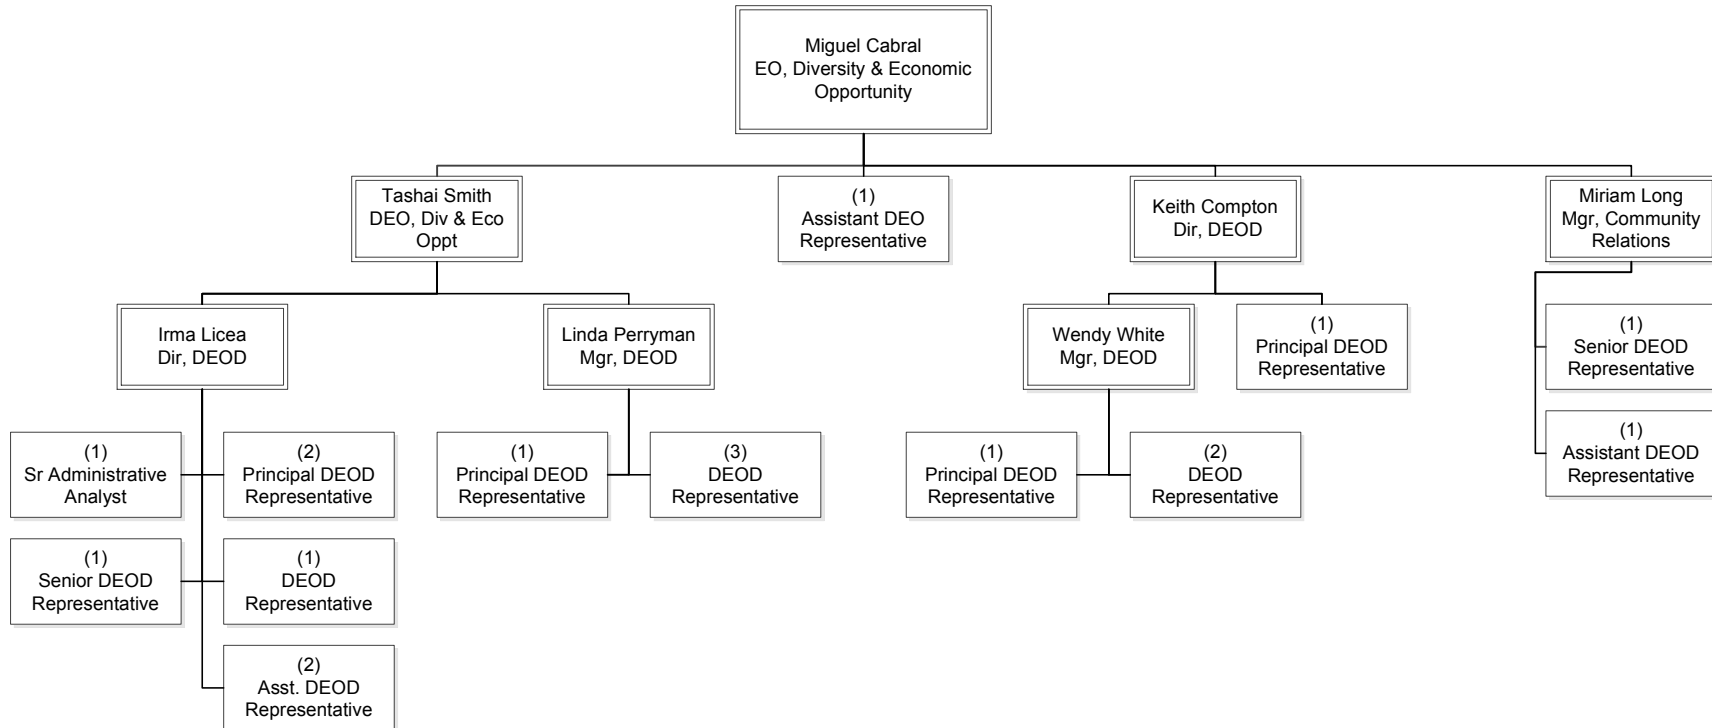 Miguel Cabral
EO, Diversity & Economic
Opportunity
Tashai Smith
DEO, Div & Eco
Oppt
(1)
Assistant DEO
Representative
Keith Compton
Dir, DEOD
Miriam Long
Mgr, Community
Relations
Irma Licea
Dir, DEOD
Linda Perryman
Mgr, DEOD
Wendy White
Mgr, DEOD
(1)
Principal DEOD
Representative
(1)
Senior DEOD
Representative
(1)
Sr Administrative
Analyst
(2)
Principal DEOD
Representative
(1)
Principal DEOD
Representative
(3)
DEOD
Representative
(1)
Principal DEOD
Representative
(2)
DEOD
Representative
(1)
Assistant DEOD
Representative
(1)
Senior DEOD
Representative
(1)
DEOD
Representative
(2)
Asst. DEOD
Representative